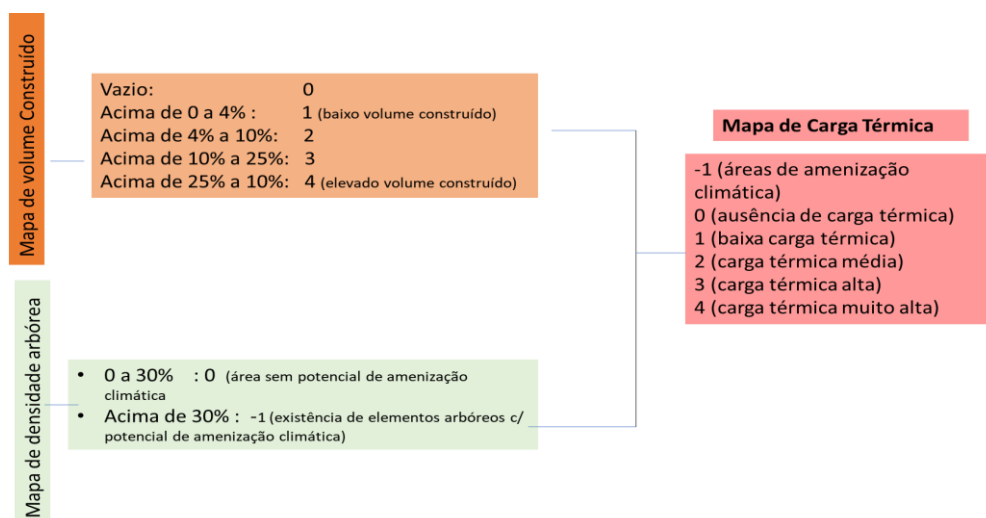 Mapa de volume Construído
Vazio: 0
Acima de 0 a 4% : 1 (baixo volume construído)
Acima de 4% a 10%: 2
Acima de 10% a 25%: 3
Acima de 25% a 10%: 4 (elevado volume construído)
Mapa de densidade arbórea
• 0 a 30% : 0 (área sem potencial de amenização
climática
• Acima de 30% : -1 (existência de elementos arbóreos c/
potencial de amenização climática)
Mapa de Carga Térmica
-1 (áreas de amenização
climática)
0 (ausência de carga térmica)
1 (baixa carga térmica)
2 (carga térmica média)
3 (carga térmica alta)
4 (carga térmica muito alta)